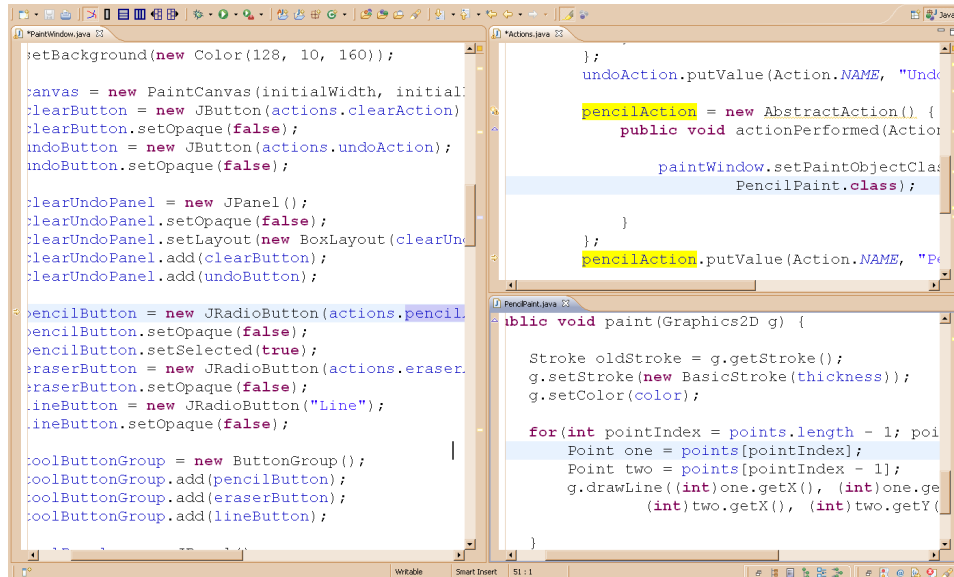 Java
*PaintWindow.java
setBackground(new Color(128, 10, 160));
canvas = new PaintCanvas(initialWidth, initial
clearButton = new JButton(actions.clearAction)
clearButton.setOpaque(false);
undoButton = new JButton(actions.undoAction);
undoButton.setOpaque(false);
clearUndoPanel = new JPanel();
clearUndoPanel.setOpaque(false);
clearUndoPanel.setLayout(new BoxLayout(clearUn
clearUndoPanel.add(clearButton);
clearUndoPanel.add(undoButton);
pencilButton = new JRadioButton(actions.pencil
pencilButton.setOpaque(false);
pencilButton.setSelected(true);
eraserButton = new JRadioButton(actions.eraser
eraserButton.setOpaque(false);
lineButton = new JRadioButton("Line");
lineButton.setOpaque(false);
toolButtonGroup = new ButtonGroup();
toolButtonGroup.add(pencilButton);
toolButtonGroup.add(eraserButton);
toolButtonGroup.add(lineButton);
*Actions.java
};
undoAction.putValue(Action.NAME, "Undo
pencilAction = new AbstractAction() {
public void actionPerformed(Action
paintWindow.setPaintObjectClas
PencilPaint.class);
}
};
pencilAction.putValue(Action.NAME, "Pe
PencilPaint.java
ublic void paint(Graphics2D g) {
Stroke oldStroke = g.getStroke();
g.setStroke(new BasicStroke(thickness));
g.setColor(color);
for(int pointIndex = points.length - 1; poi
Point one = points[pointIndex];
Point two = points[pointIndex - 1];
g.drawLine((int)one.getX(), (int)one.ge
(int)two.getX(), (int)two.getY(
}
Writable Smart Insert 51 : 1